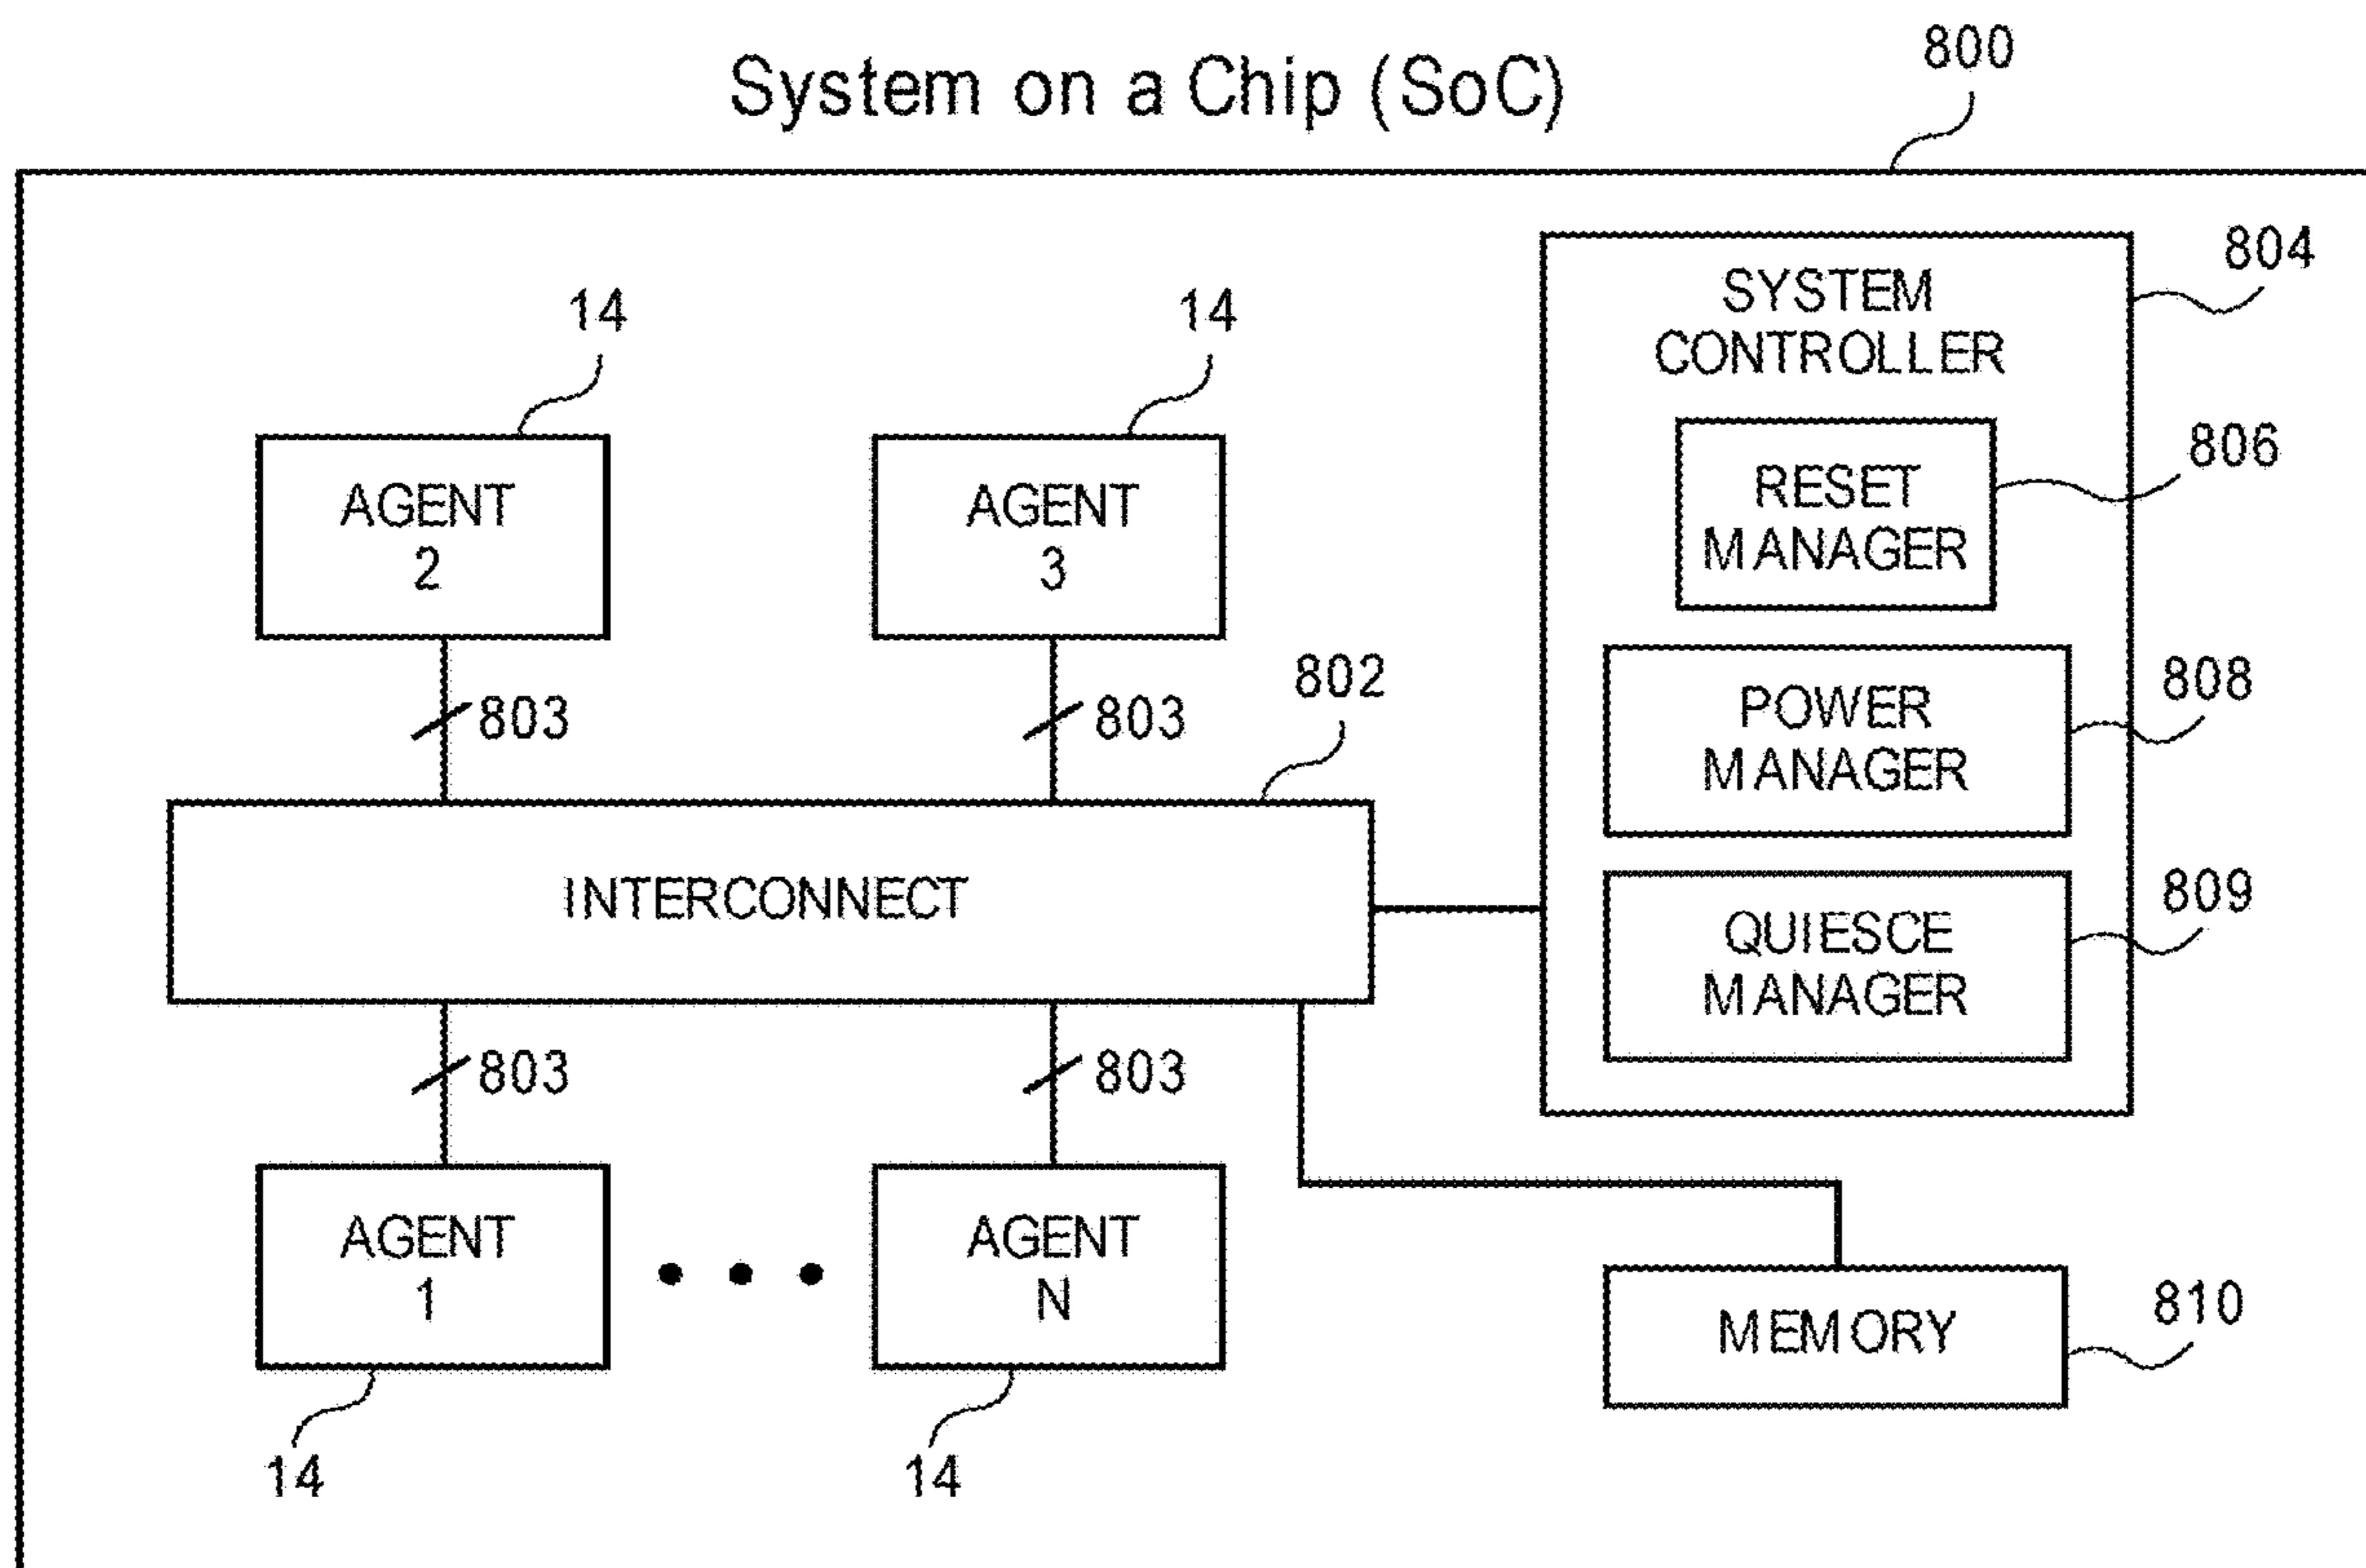 System on a Chip (SoC)
800
804
SYSTEM
CONTROLLER
14
14
AGENT
2
AGENT
3
806
RESET
MANAGER
803
803
802
808
POWER
MANAGER
INTERCONNECT
809
QUIESCE
MANAGER
803
803
AGENT
1
AGENT
N
810
MEMORY
14
14